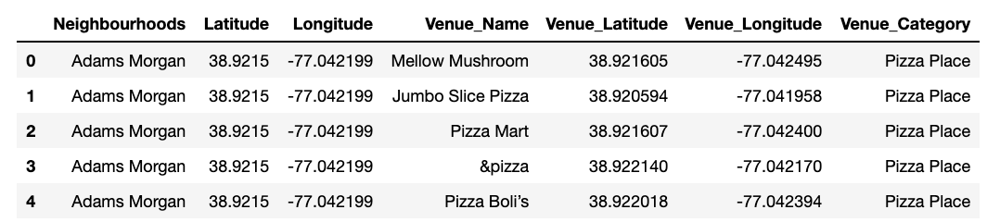 Neighbourhoods Latitude Longitude Venue_Name Venue_Latitude Venue_Longitude Venue_Category
0 Adams Morgan 38.9215 -77.042199 Mellow Mushroom 38.921605 -77.042495 Pizza Place
1 Adams Morgan 38.9215 -77.042199 Jumbo Slice Pizza 38.920594 -77.041958 Pizza Place
2 Adams Morgan 38.9215 -77.042199 Pizza Mart 38.921607 -77.042400 Pizza Place
3 Adams Morgan 38.9215 -77.042199 &pizza 38.922140 -77.042170 Pizza Place
4 Adams Morgan 38.9215 -77.042199 Pizza Boli’s 38.922018 -77.042394 Pizza Place